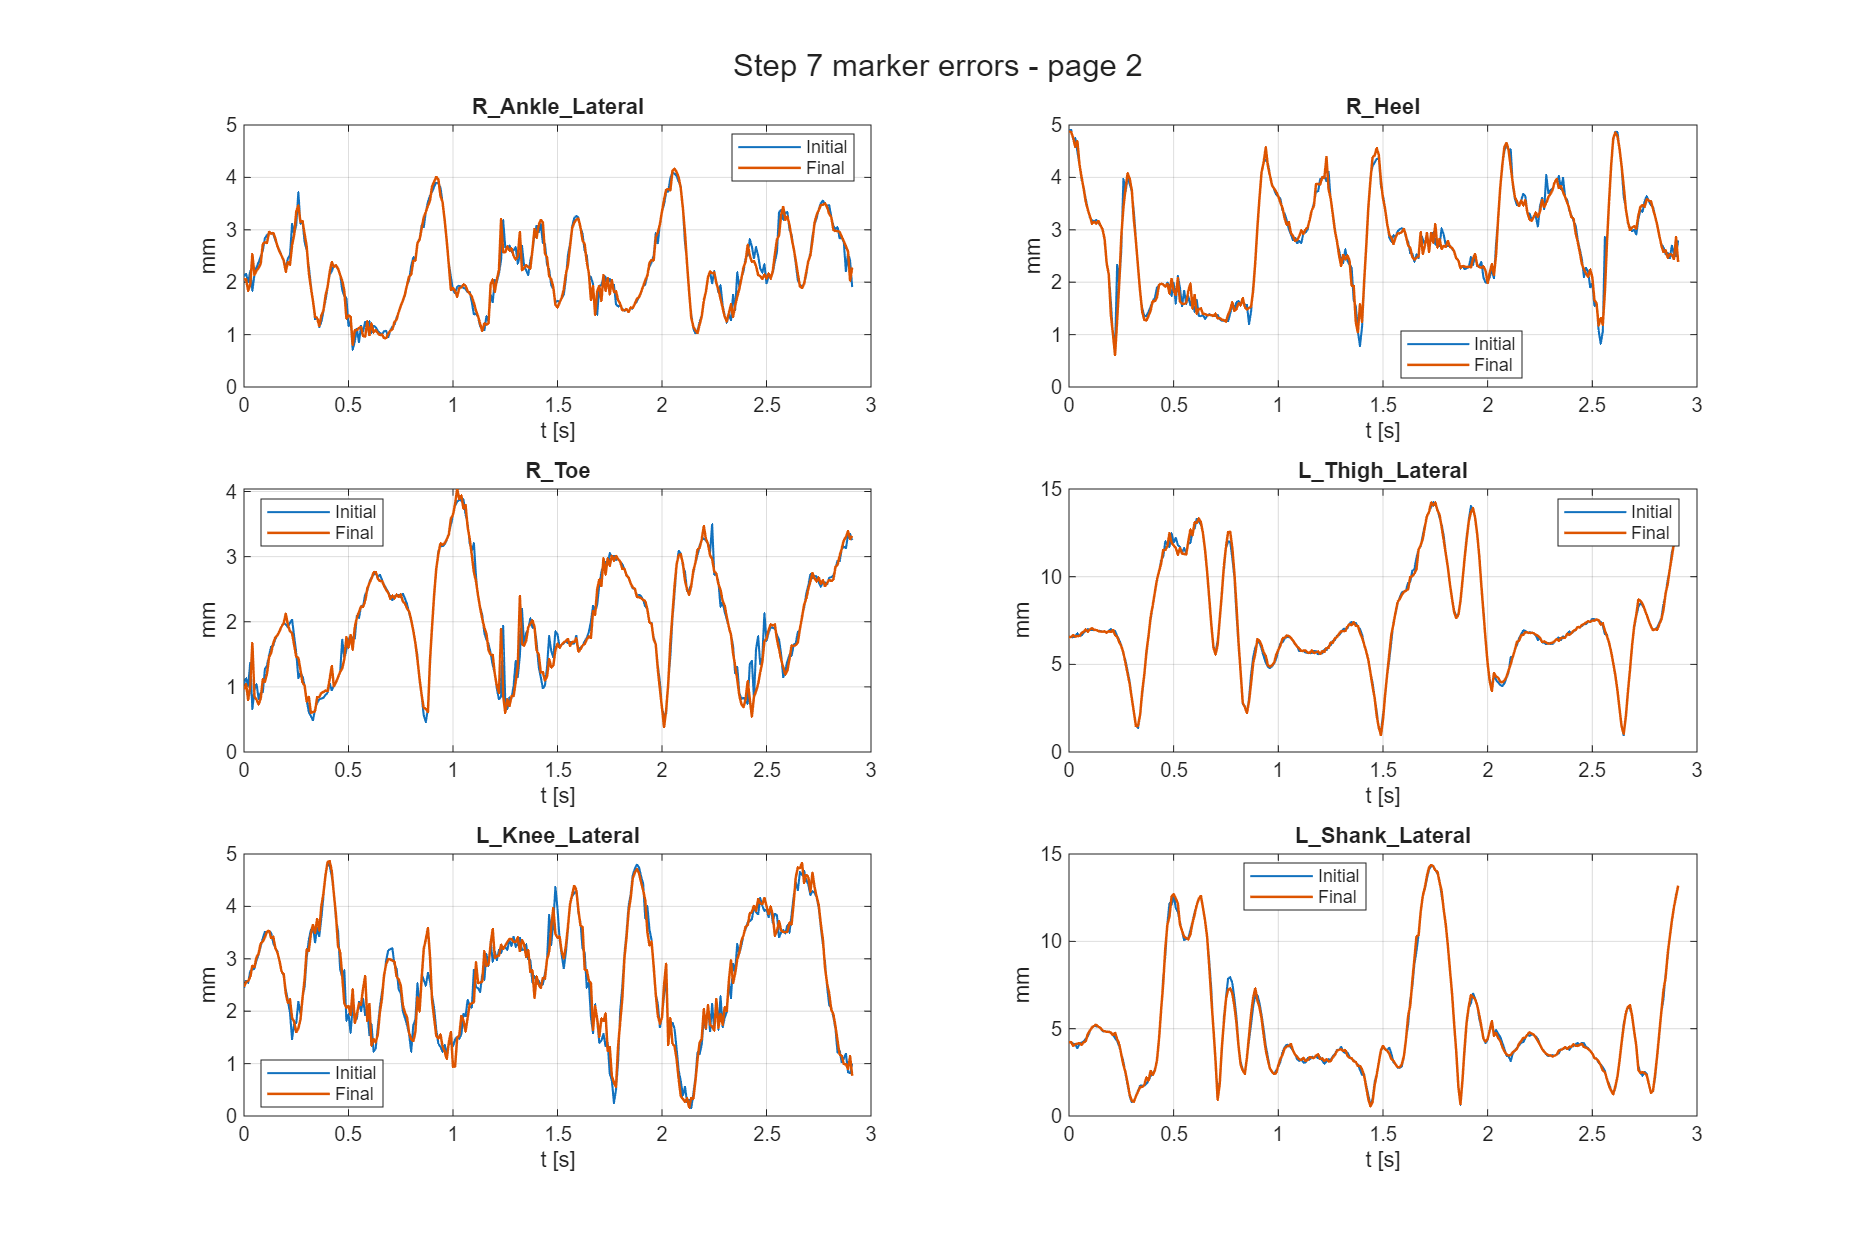 Step 7 marker errors - page 2
R_Ankle_Lateral
5
4
3
2
1
0
mm
Initial
Final
0 0.5 1 1.5 2 2.5 3
t [s]
R_Heel
5
4
3
2
1
0
mm
Initial
Final
0 0.5 1 1.5 2 2.5 3
t [s]
R_Toe
4
3
2
1
0
mm
Initial
Final
0 0.5 1 1.5 2 2.5 3
t [s]
L_Thigh_Lateral
15
10
5
0
mm
Initial
Final
0 0.5 1 1.5 2 2.5 3
t [s]
L_Knee_Lateral
5
4
3
2
1
0
mm
Initial
Final
0 0.5 1 1.5 2 2.5 3
t [s]
L_Shank_Lateral
15
10
5
0
mm
Initial
Final
0 0.5 1 1.5 2 2.5 3
t [s]